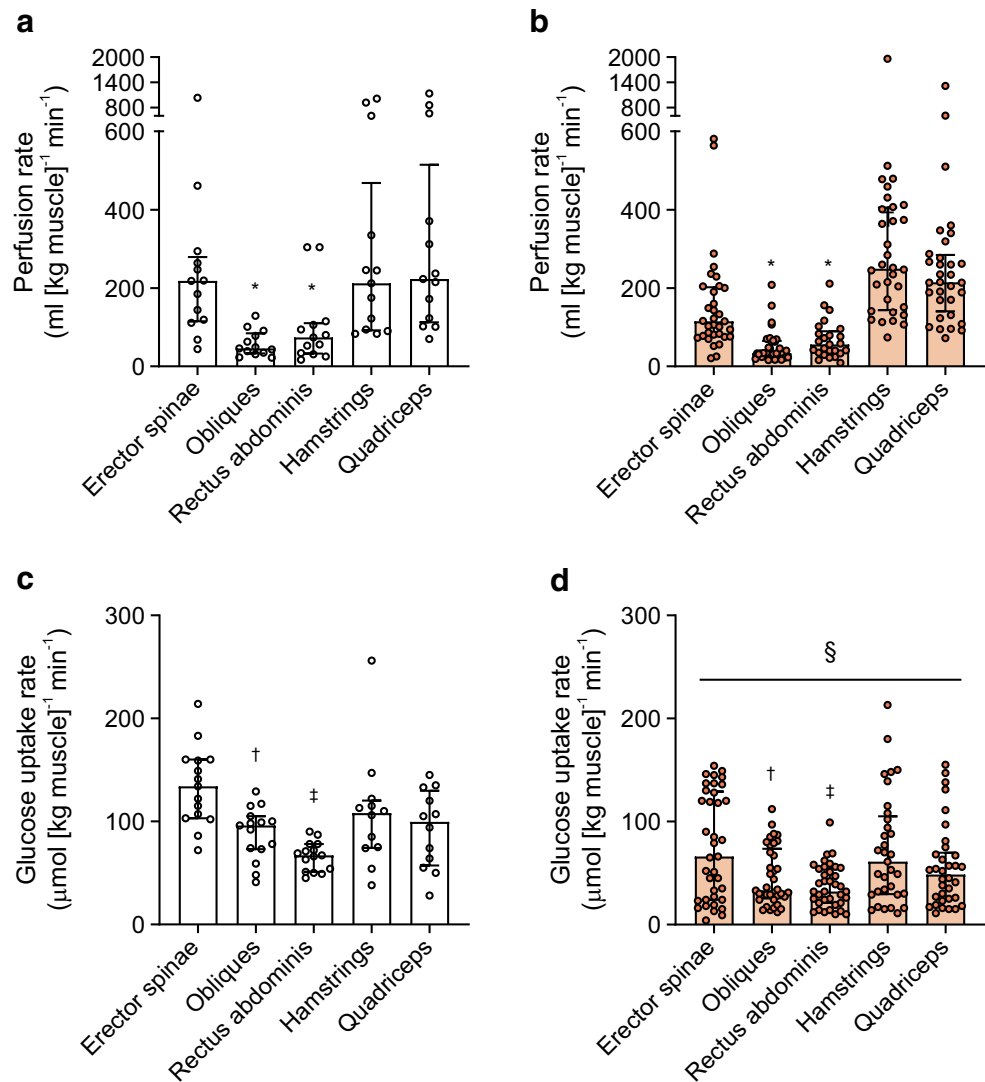 a
Perfusion rate
(ml [kg muscle]⁻¹ min⁻¹)
2000
1400
800
600
400
200
0
*
*
Erector spinae
Obliques
Rectus abdominis
Hamstrings
Quadriceps
b
Perfusion rate
(ml [kg muscle]⁻¹ min⁻¹)
2000
1400
800
600
400
200
0
*
*
Erector spinae
Obliques
Rectus abdominis
Hamstrings
Quadriceps
c
Glucose uptake rate
(μmol [kg muscle]⁻¹ min⁻¹)
300
200
100
0
†
‡
Erector spinae
Obliques
Rectus abdominis
Hamstrings
Quadriceps
d
Glucose uptake rate
(μmol [kg muscle]⁻¹ min⁻¹)
300
200
100
0
§
†
‡
Erector spinae
Obliques
Rectus abdominis
Hamstrings
Quadriceps